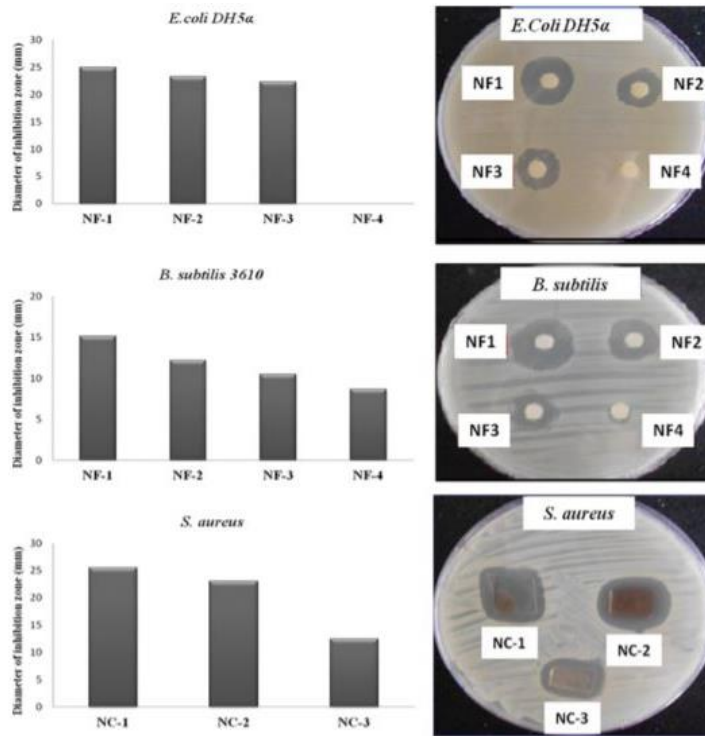 E.coli DH5α
Diameter of inhibition zone (mm)
30
25
20
15
10
5
0
NF-1 NF-2 NF-3 NF-4
E.Coli DH5α
NF1
NF2
NF3
NF4
B. subtilis 3610
Diameter of inhibition zone (mm)
20
15
10
5
0
NF-1 NF-2 NF-3 NF-4
B. subtilis
NF1
NF2
NF3
NF4
S. aureus
Diameter of inhibition zone (mm)
30
25
20
15
10
5
0
NC-1 NC-2 NC-3
S. aureus
NC-1
NC-2
NC-3